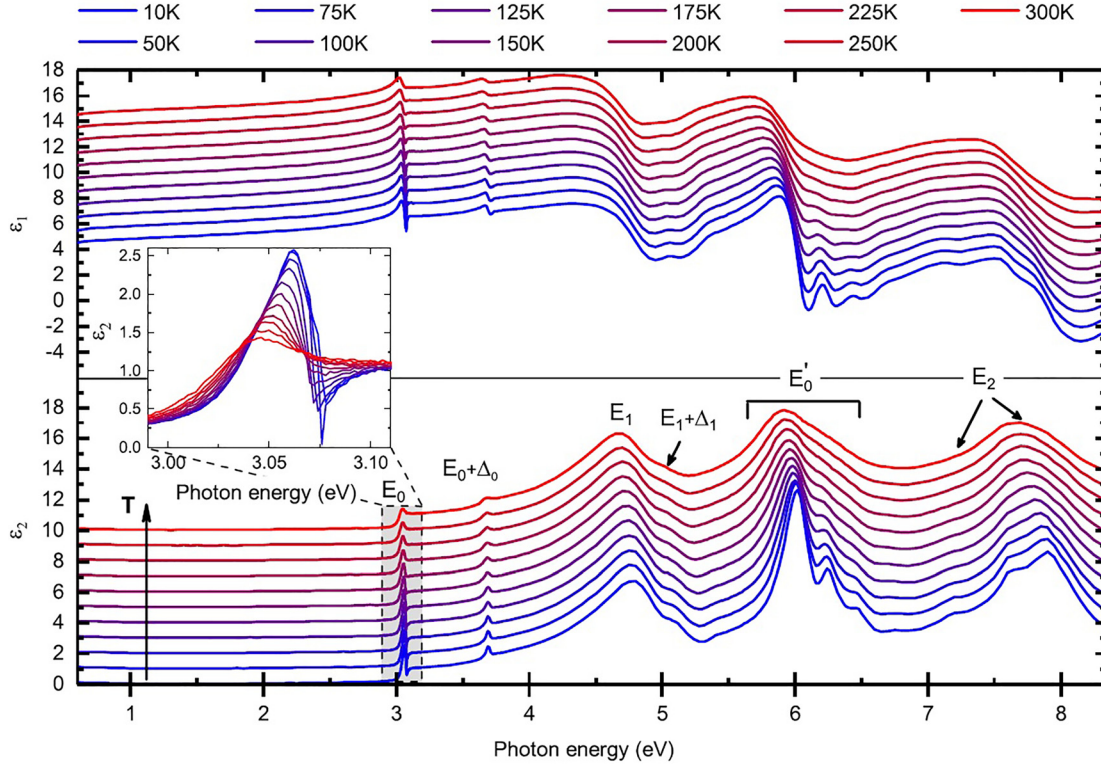 10K 75K 125K 175K 225K 300K
50K 100K 150K 200K 250K
18
16
14
12
10
8
6
4
2
0
-2
-4
ε₁
2.5
2.0
1.5
1.0
0.5
0.0
ε₂
3.00 3.05 3.10
Photon energy (eV)
E₀
E₀+Δ₀
E₁
E₁+Δ₁
E₀'
E₂
T
18
16
14
12
10
8
6
4
2
0
ε₂
1 2 3 4 5 6 7 8
Photon energy (eV)